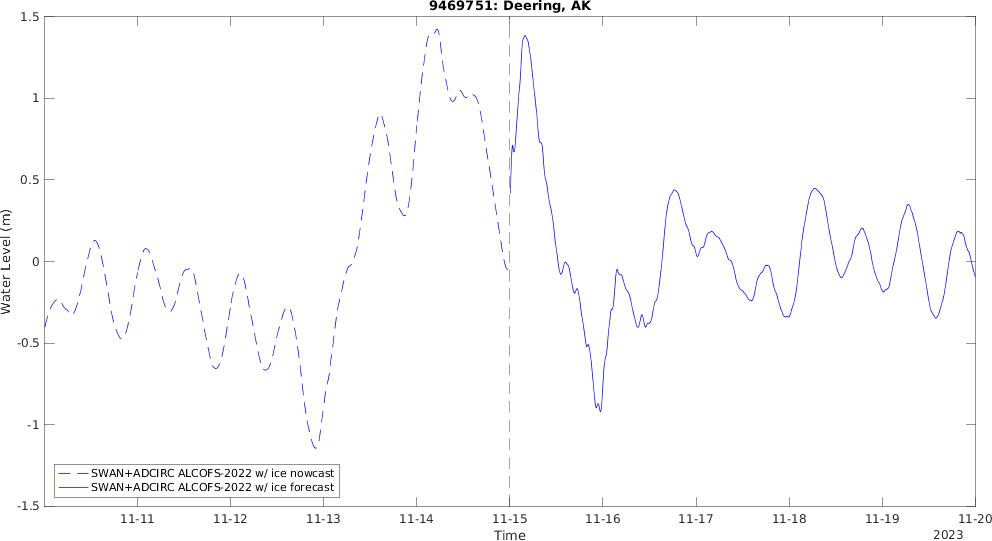 9469751: Deering, AK
1.5
1
0.5
0
-0.5
-1
-1.5
Water Level (m)
SWAN+ADCIRC ALCOFS-2022 w/ ice nowcast
SWAN+ADCIRC ALCOFS-2022 w/ ice forecast
11-11 11-12 11-13 11-14 11-15 11-16 11-17 11-18 11-19 11-20
Time
2023